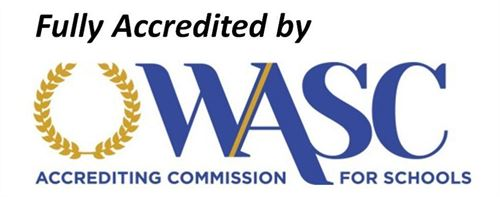 Fully Accredited by
WASC
ACCREDITING COMMISSION FOR SCHOOLS